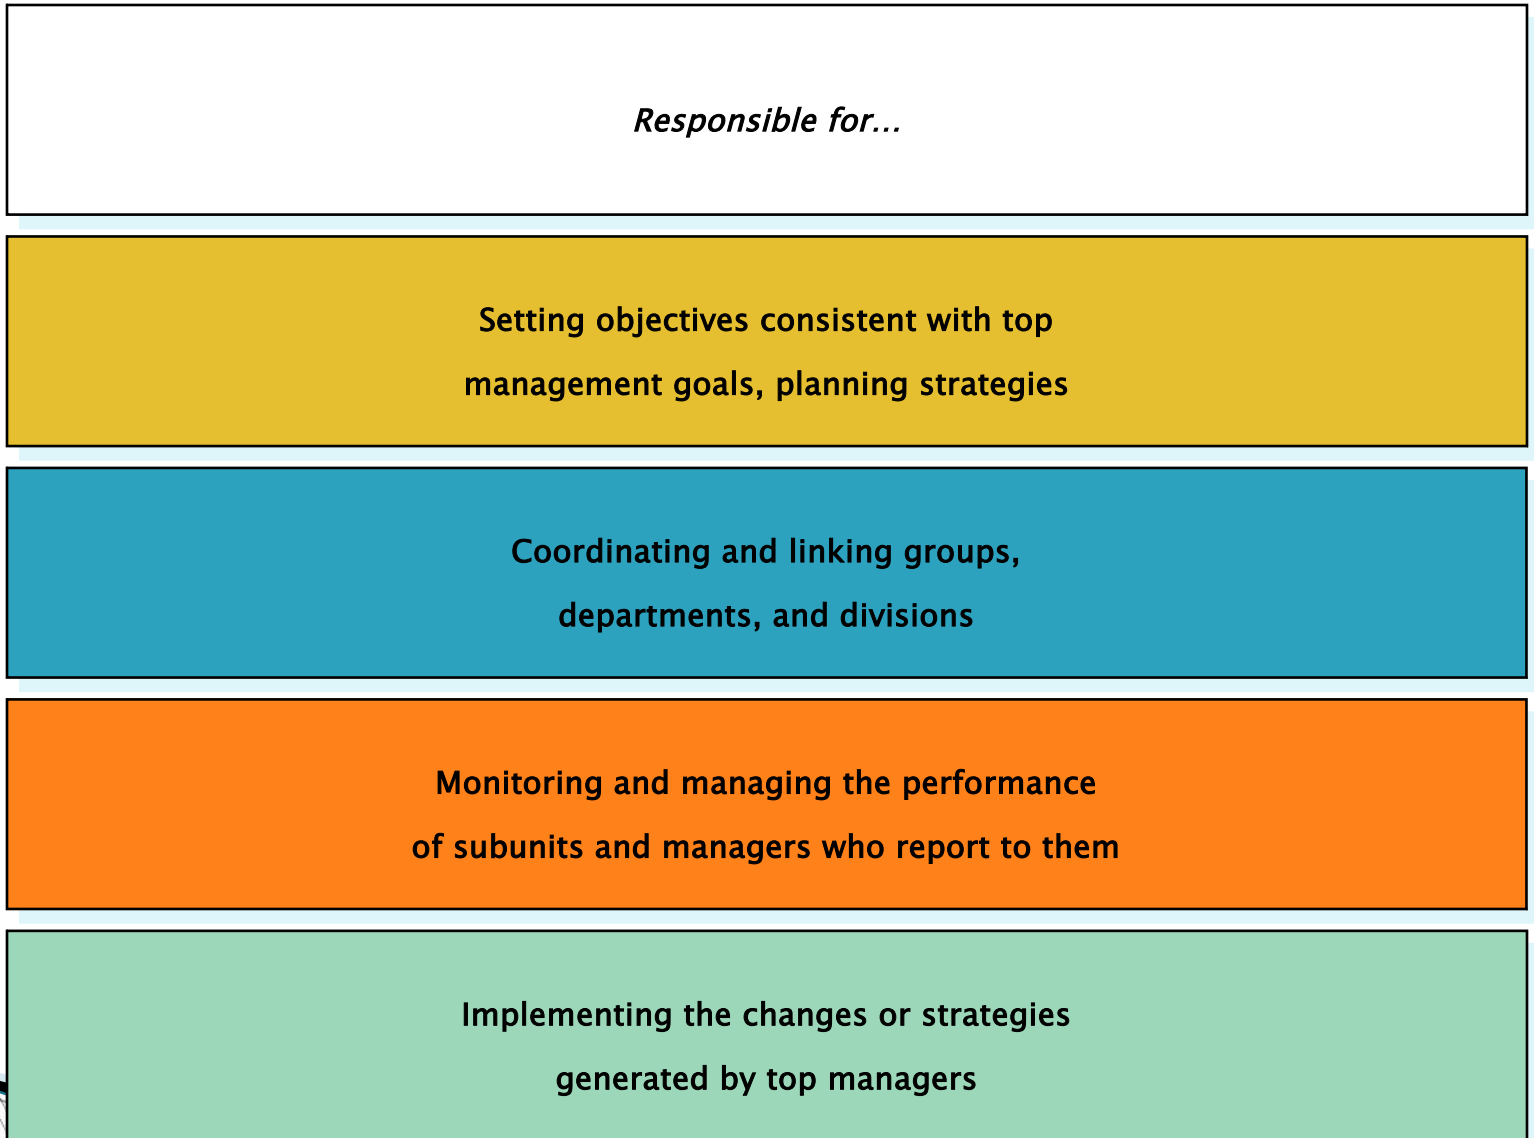 Responsible for...
Setting objectives consistent with top
management goals, planning strategies
Coordinating and linking groups,
departments, and divisions
Monitoring and managing the performance
of subunits and managers who report to them
Implementing the changes or strategies
generated by top managers